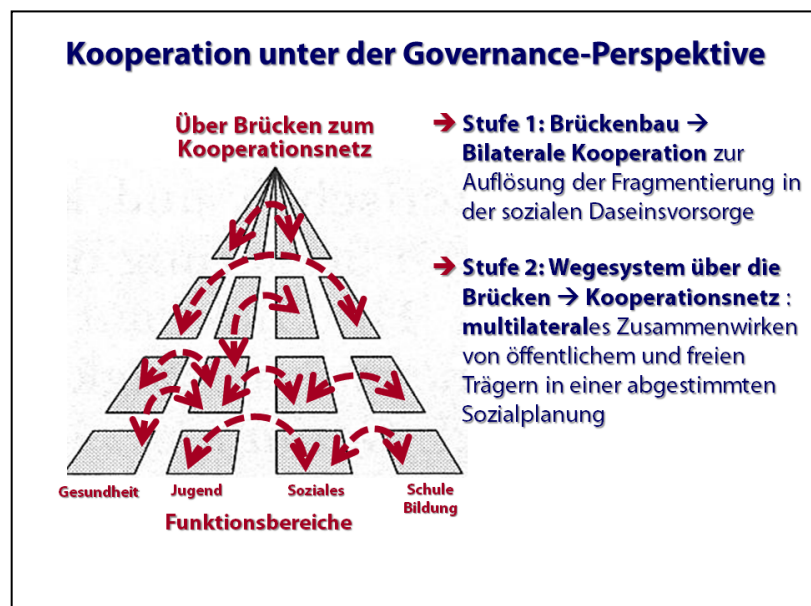 Kooperation unter der Governance-Perspektive
Über Brücken zum
Kooperationsnetz
➔ Stufe 1: Brückenbau →
Bilaterale Kooperation zur
Auflösung der Fragmentierung in
der sozialen Daseinsvorsorge
➔ Stufe 2: Wegesystem über die
Brücken → Kooperationsnetz :
multilaterales Zusammenwirken
von öffentlichem und freien
Trägern in einer abgestimmten
Sozialplanung
Gesundheit Jugend Soziales Schule
Bildung
Funktionsbereiche